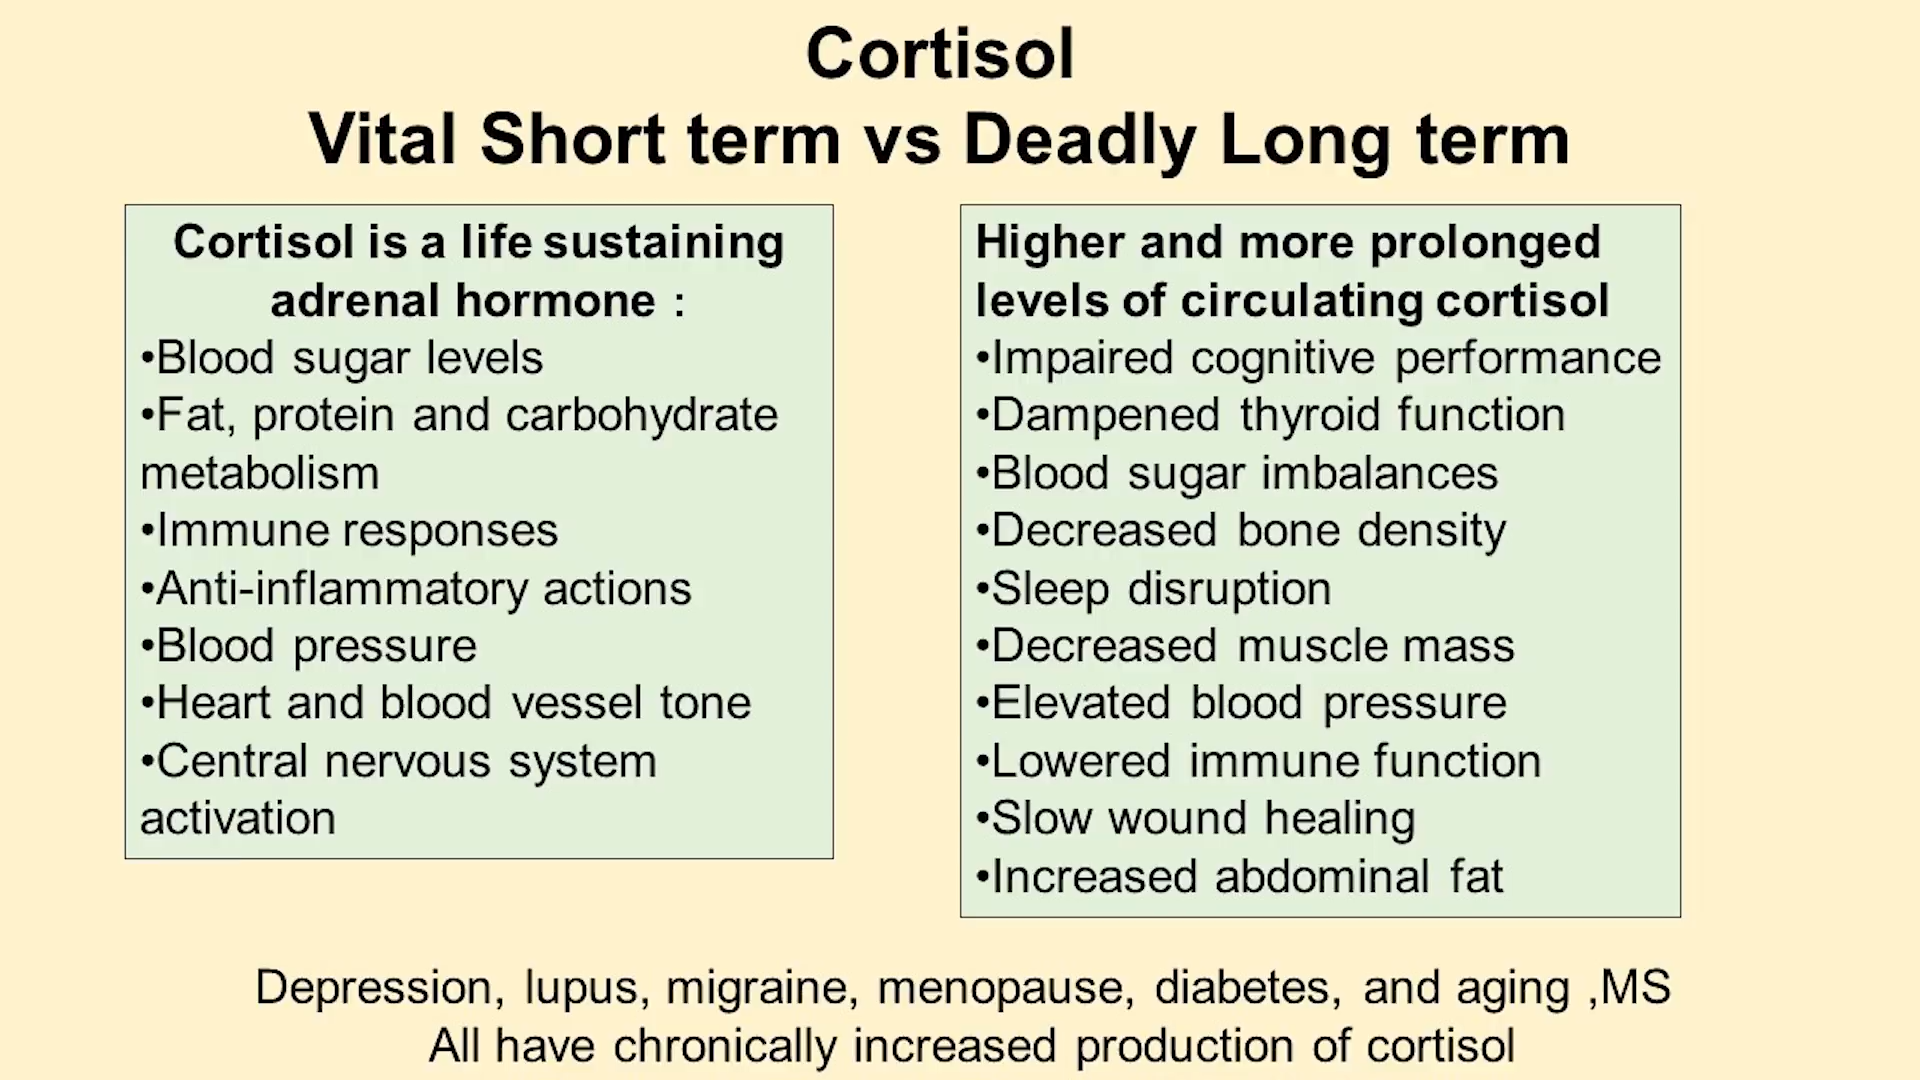 Cortisol
Vital Short term vs Deadly Long term
Cortisol is a life sustaining
adrenal hormone :
•Blood sugar levels
•Fat, protein and carbohydrate
metabolism
•Immune responses
•Anti-inflammatory actions
•Blood pressure
•Heart and blood vessel tone
•Central nervous system
activation
Higher and more prolonged
levels of circulating cortisol
•Impaired cognitive performance
•Dampened thyroid function
•Blood sugar imbalances
•Decreased bone density
•Sleep disruption
•Decreased muscle mass
•Elevated blood pressure
•Lowered immune function
•Slow wound healing
•Increased abdominal fat
Depression, lupus, migraine, menopause, diabetes, and aging ,MS
All have chronically increased production of cortisol